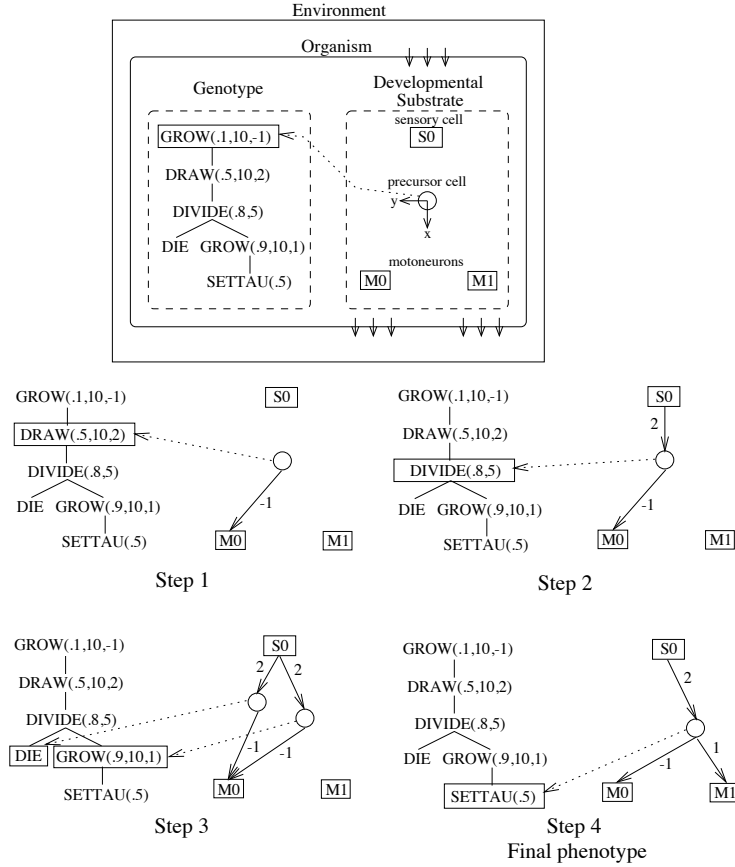 Environment
Organism
Genotype
Developmental
Substrate
sensory cell
S0
GROW(.1,10,-1)
DRAW(.5,10,2)
precursor cell
y
x
DIVIDE(.8,5)
DIE GROW(.9,10,1)
SETTAU(.5)
motoneurons
M0 M1
GROW(.1,10,-1)
S0
DRAW(.5,10,2)
DIVIDE(.8,5)
DIE GROW(.9,10,1)
-1
SETTAU(.5)
M0 M1
Step 1
GROW(.1,10,-1)
S0
2
DRAW(.5,10,2)
DIVIDE(.8,5)
DIE GROW(.9,10,1)
-1
SETTAU(.5)
M0 M1
Step 2
GROW(.1,10,-1)
S0
2 2
DRAW(.5,10,2)
DIVIDE(.8,5)
DIE GROW(.9,10,1)
-1 -1
SETTAU(.5)
M0 M1
Step 3
GROW(.1,10,-1)
S0
2
DRAW(.5,10,2)
DIVIDE(.8,5)
DIE GROW(.9,10,1)
-1 1
SETTAU(.5)
M0 M1
Step 4
Final phenotype